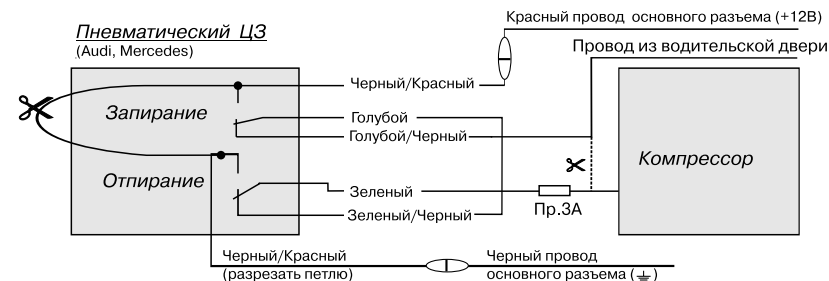 Красный провод основного разъема (+12В)
Пневматический ЦЗ
(Audi, Mercedes)
Провод из водительской двери
Черный/Красный
Запирание
Голубой
Голубой/Черный
Компрессор
Отпирание
Зеленый
Пр.3А
Зеленый/Черный
Черный/Красный
(разрезать петлю)
Черный провод
основного разъема (⏚)